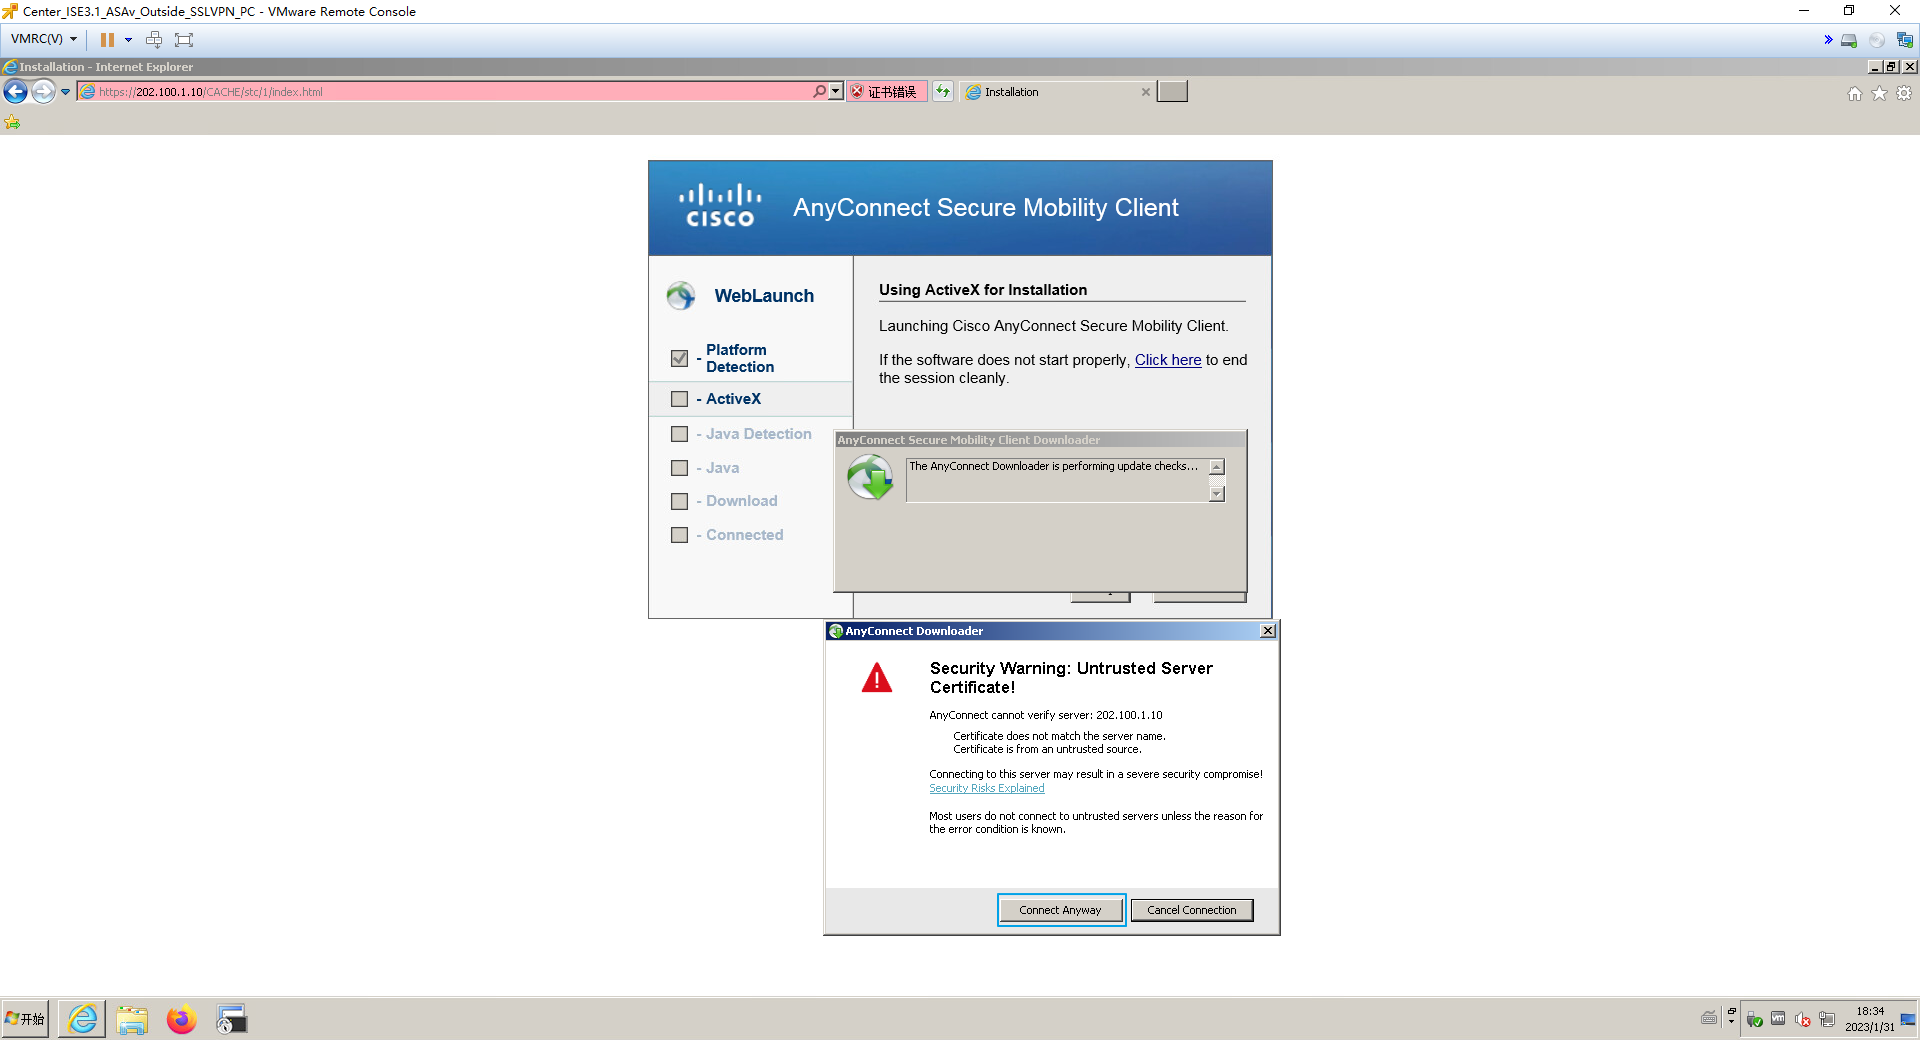 Center_ISE3.1_ASAv_Outside_SSLVPN_PC - VMware Remote Console
VMRC(V)
Installation - Internet Explorer
https://202.100.1.10/CACHE/stc/1/index.html
证书错误
Installation
CISCO
AnyConnect Secure Mobility Client
WebLaunch
- Platform
Detection
- ActiveX
- Java Detection
- Java
- Download
- Connected
Using ActiveX for Installation
Launching Cisco AnyConnect Secure Mobility Client.
If the software does not start properly, Click here to end
the session cleanly.
AnyConnect Secure Mobility Client Downloader
The AnyConnect Downloader is performing update checks...
AnyConnect Downloader
Security Warning: Untrusted Server
Certificate!
AnyConnect cannot verify server: 202.100.1.10
Certificate does not match the server name.
Certificate is from an untrusted source.
Connecting to this server may result in a severe security compromise!
Security Risks Explained
Most users do not connect to untrusted servers unless the reason for
the error condition is known.
Connect Anyway
Cancel Connection
开始
vm
18:34
2023/1/31